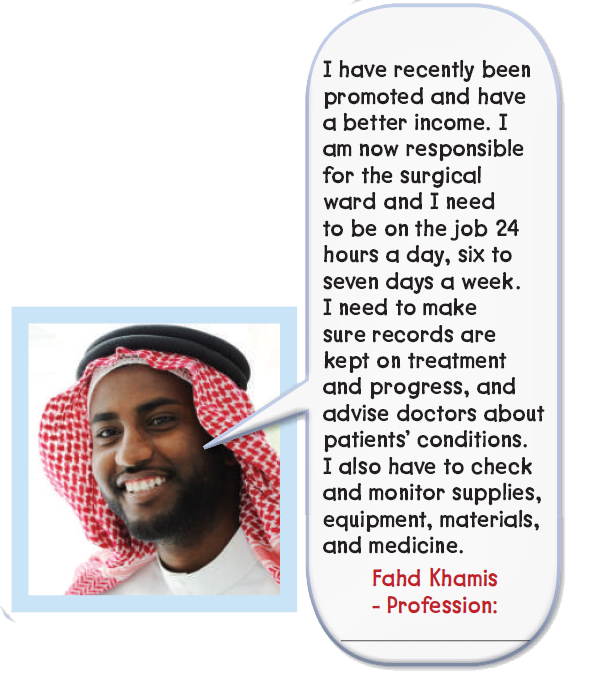 I have recently been
promoted and have
a better income. I
am now responsible
for the surgical
ward and I need
to be on the job 24
hours a day, six to
seven days a week.
I need to make
sure records are
kept on treatment
and progress, and
advise doctors about
patients' conditions.
I also have to check
and monitor supplies,
equipment, materials,
and medicine.
Fahd Khamis
- Profession: